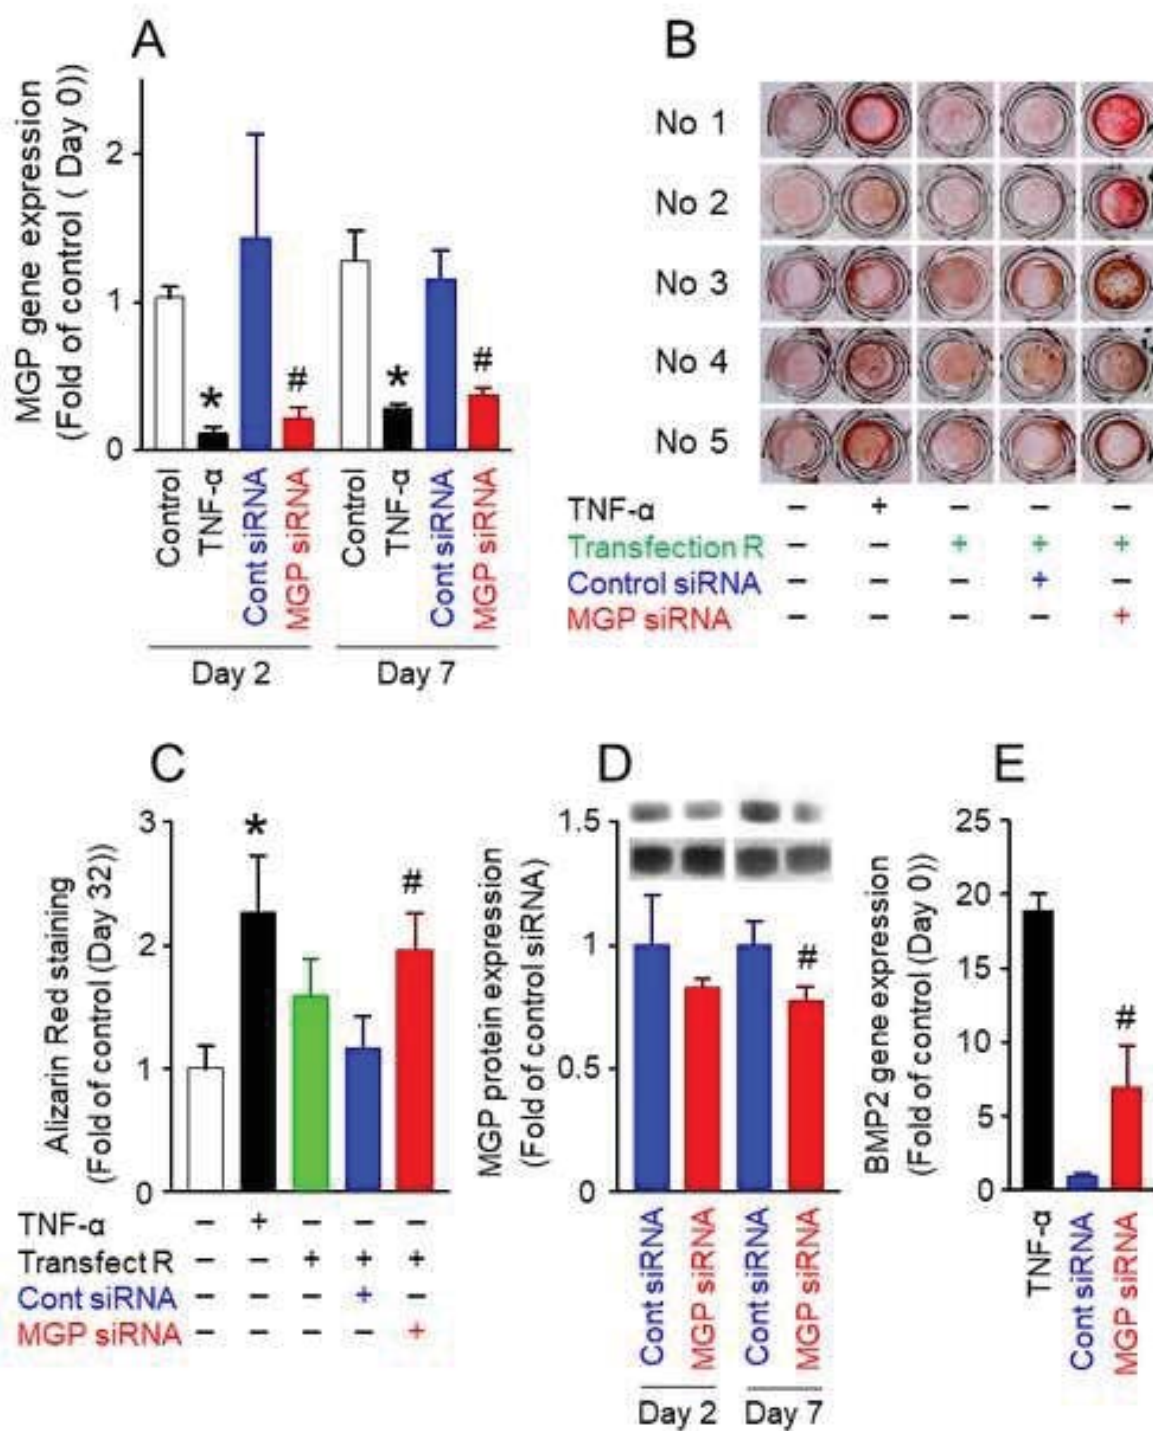 A
MGP gene expression
(Fold of control ( Day 0))
2
1
0
*
#
*
#
Control
TNF-α
Cont siRNA
MGP siRNA
Control
TNF-α
Cont siRNA
MGP siRNA
Day 2
Day 7
B
No 1
No 2
No 3
No 4
No 5
TNF-α − + − − −
Transfection R − − + + +
Control siRNA − − − + −
MGP siRNA − − − − +
C
Alizarin Red staining
(Fold of control (Day 32))
3
2
1
0
*
#
TNF-α − + − − −
Transfect R − − + + +
Cont siRNA − − − + −
MGP siRNA − − − − +
D
MGP protein expression
(Fold of control siRNA)
1.5
1
0.5
0
#
Cont siRNA
MGP siRNA
Cont siRNA
MGP siRNA
Day 2
Day 7
E
BMP2 gene expression
(Fold of control (Day 0))
25
20
15
10
5
0
#
TNF-α
Cont siRNA
MGP siRNA